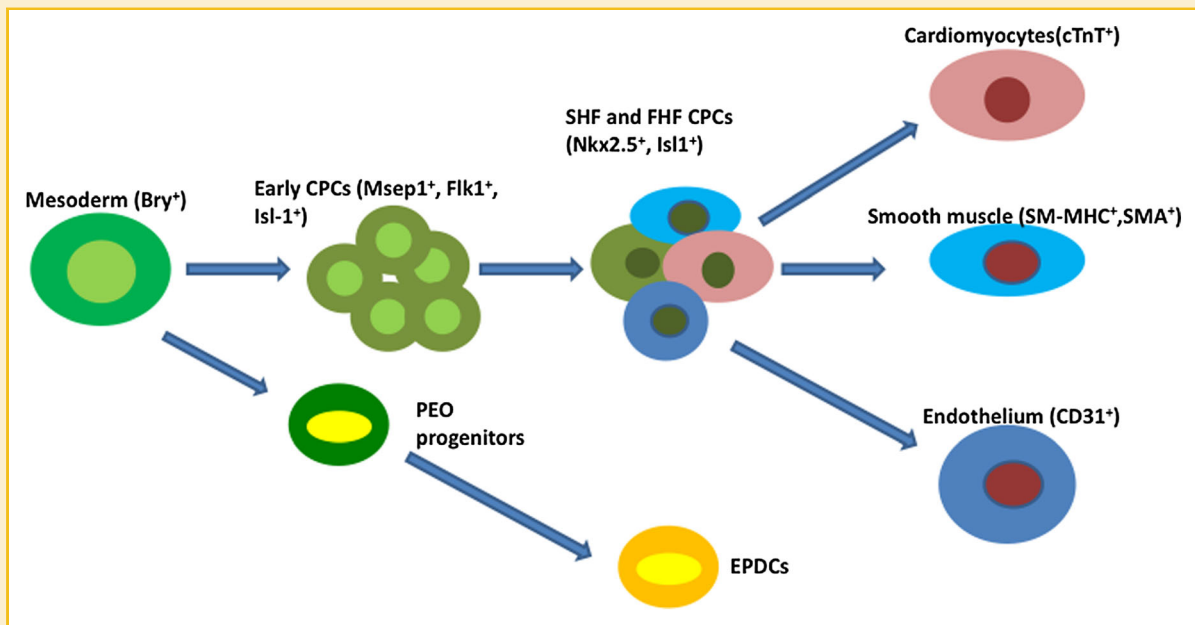 Cardiomyocytes(cTnT⁺)
SHF and FHF CPCs
(Nkx2.5⁺, Isl1⁺)
Early CPCs (Msep1⁺, Flk1⁺,
Isl-1⁺)
Mesoderm (Bry⁺)
Smooth muscle (SM-MHC⁺,SMA⁺)
PEO
progenitors
Endothelium (CD31⁺)
EPDCs